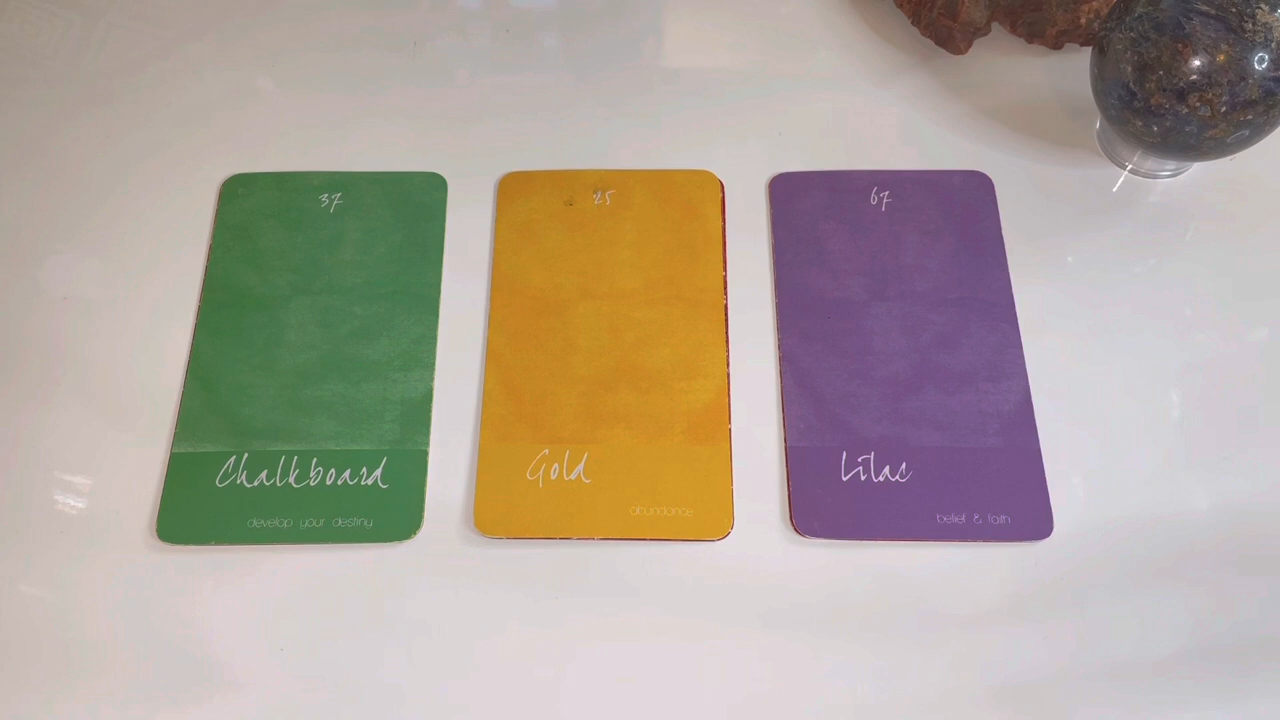 37
Chalkboard
develop your destiny
25
Gold
abundance
67
Lilac
belief & faith